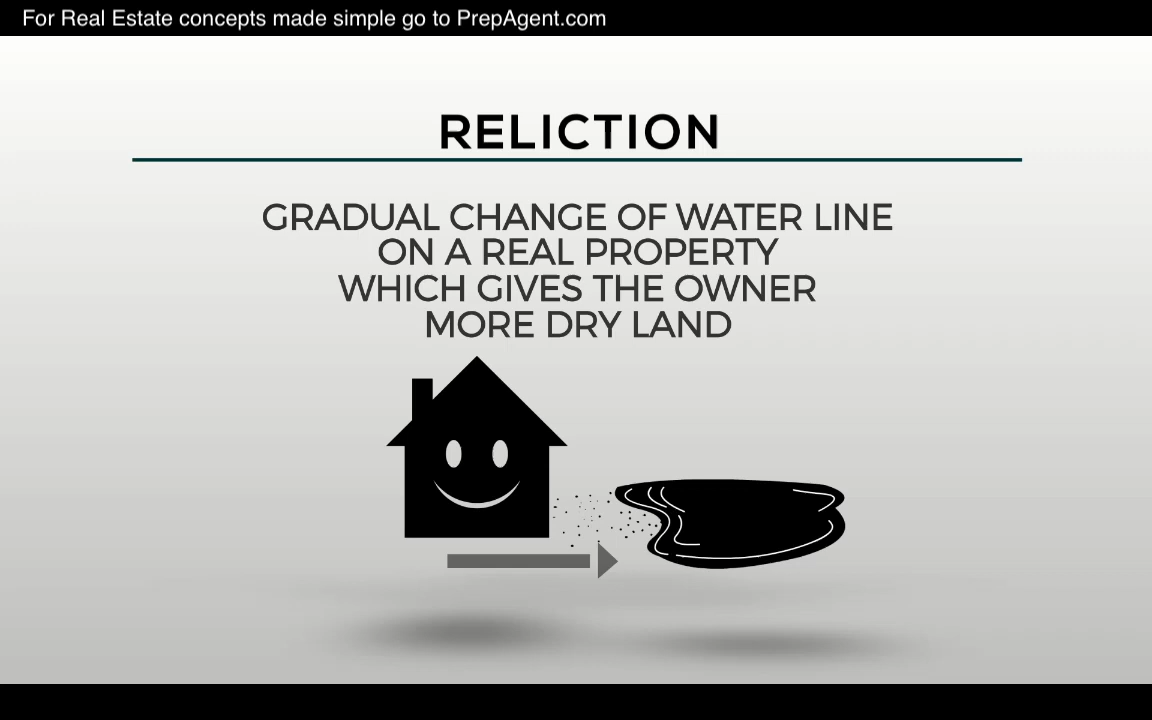 For Real Estate concepts made simple go to PrepAgent.com
RELICTION
GRADUAL CHANGE OF WATER LINE
ON A REAL PROPERTY
WHICH GIVES THE OWNER
MORE DRY LAND